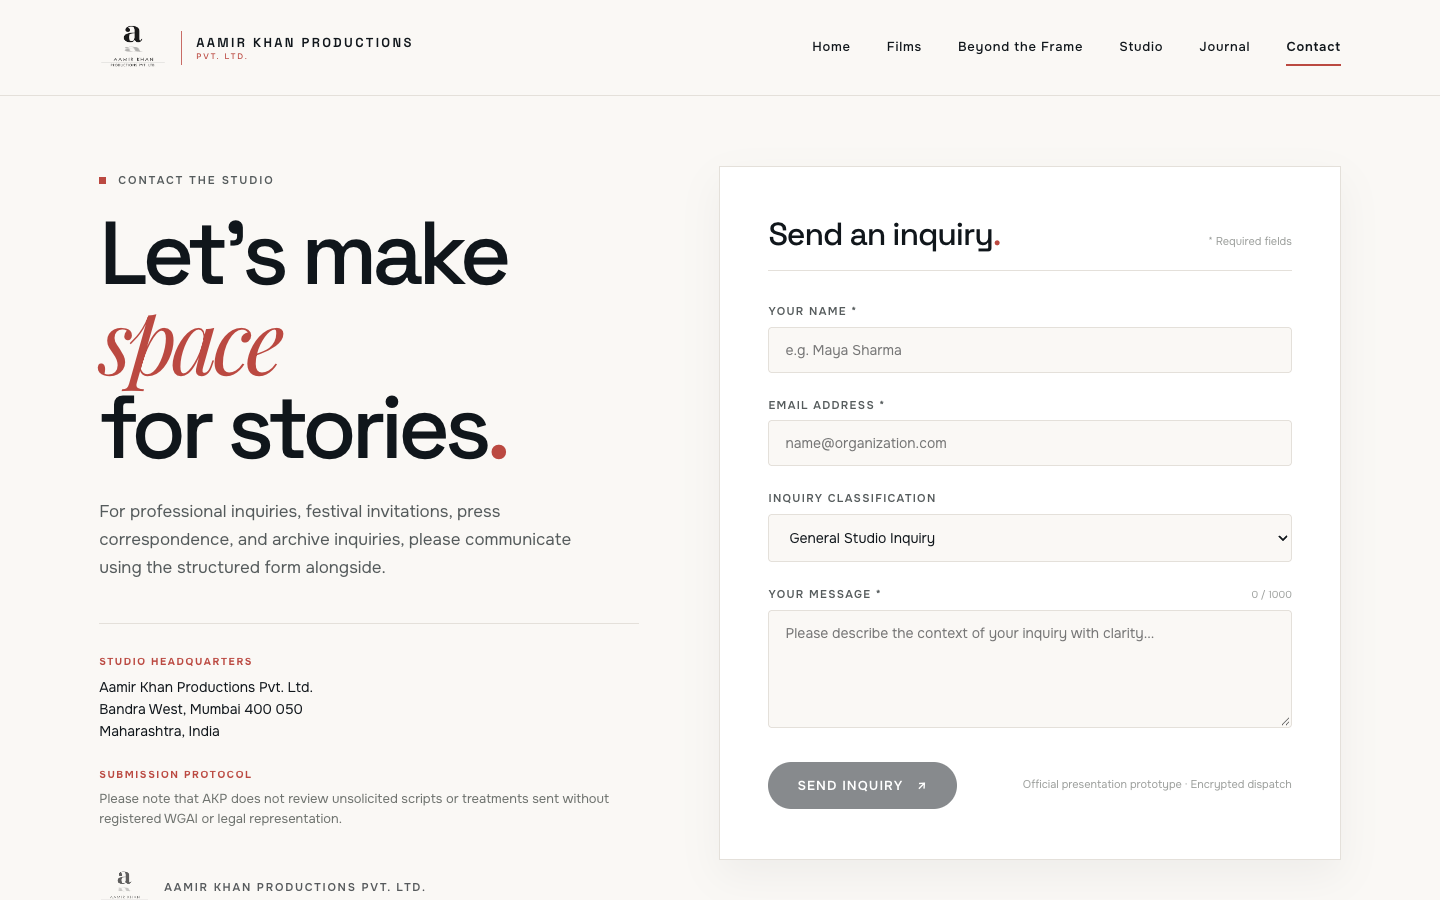 a
AAMIR KHAN
PRODUCTIONS PVT LTD
AAMIR KHAN PRODUCTIONS
PVT. LTD.
Home
Films
Beyond the Frame
Studio
Journal
Contact
CONTACT THE STUDIO
Let’s make
space
for stories.
For professional inquiries, festival invitations, press
correspondence, and archive inquiries, please communicate
using the structured form alongside.
STUDIO HEADQUARTERS
Aamir Khan Productions Pvt. Ltd.
Bandra West, Mumbai 400 050
Maharashtra, India
SUBMISSION PROTOCOL
Please note that AKP does not review unsolicited scripts or treatments sent without
registered WGAI or legal representation.
a
AAMIR KHAN PRODUCTIONS PVT. LTD.
Send an inquiry.
* Required fields
YOUR NAME *
e.g. Maya Sharma
EMAIL ADDRESS *
name@organization.com
INQUIRY CLASSIFICATION
General Studio Inquiry
YOUR MESSAGE *
0 / 1000
Please describe the context of your inquiry with clarity...
SEND INQUIRY
Official presentation prototype · Encrypted dispatch